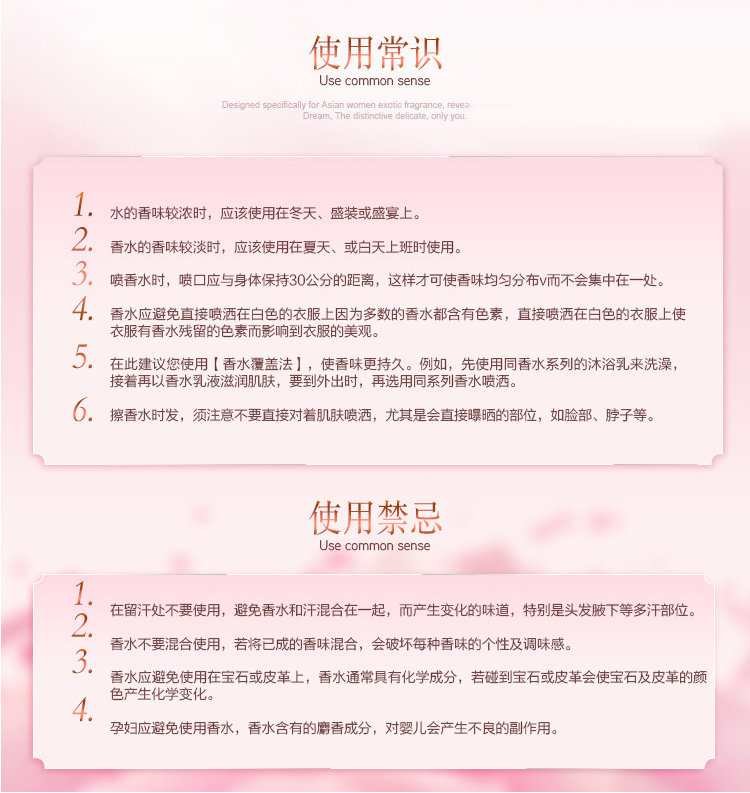 使用常识
Use common sense
Designed specifically for Asian women exotic fragrance, revea
Dream, The distinctive delicate, only you.
1. 水的香味较浓时，应该使用在冬天、盛装或盛宴上。
2. 香水的香味较淡时，应该使用在夏天、或白天上班时使用。
3. 喷香水时，喷口应与身体保持30公分的距离，这样才可使香味均匀分布v而不会集中在一处。
4. 香水应避免直接喷洒在白色的衣服上因为多数的香水都含有色素，直接喷洒在白色的衣服上使
衣服有香水残留的色素而影响到衣服的美观。
5. 在此建议您使用【香水覆盖法】，使香味更持久。例如，先使用同香水系列的沐浴乳来洗澡，
接着再以香水乳液滋润肌肤，要到外出时，再选用同系列香水喷洒。
6. 擦香水时发，须注意不要直接对着肌肤喷洒，尤其是会直接曝晒的部位，如脸部、脖子等。
使用禁忌
Use common sense
1. 在留汗处不要使用，避免香水和汗混合在一起，而产生变化的味道，特别是头发腋下等多汗部位。
2. 香水不要混合使用，若将已成的香味混合，会破坏每种香味的个性及调味感。
3. 香水应避免使用在宝石或皮革上，香水通常具有化学成分，若碰到宝石或皮革会使宝石及皮革的颜
色产生化学变化。
4. 孕妇应避免使用香水，香水含有的麝香成分，对婴儿会产生不良的副作用。